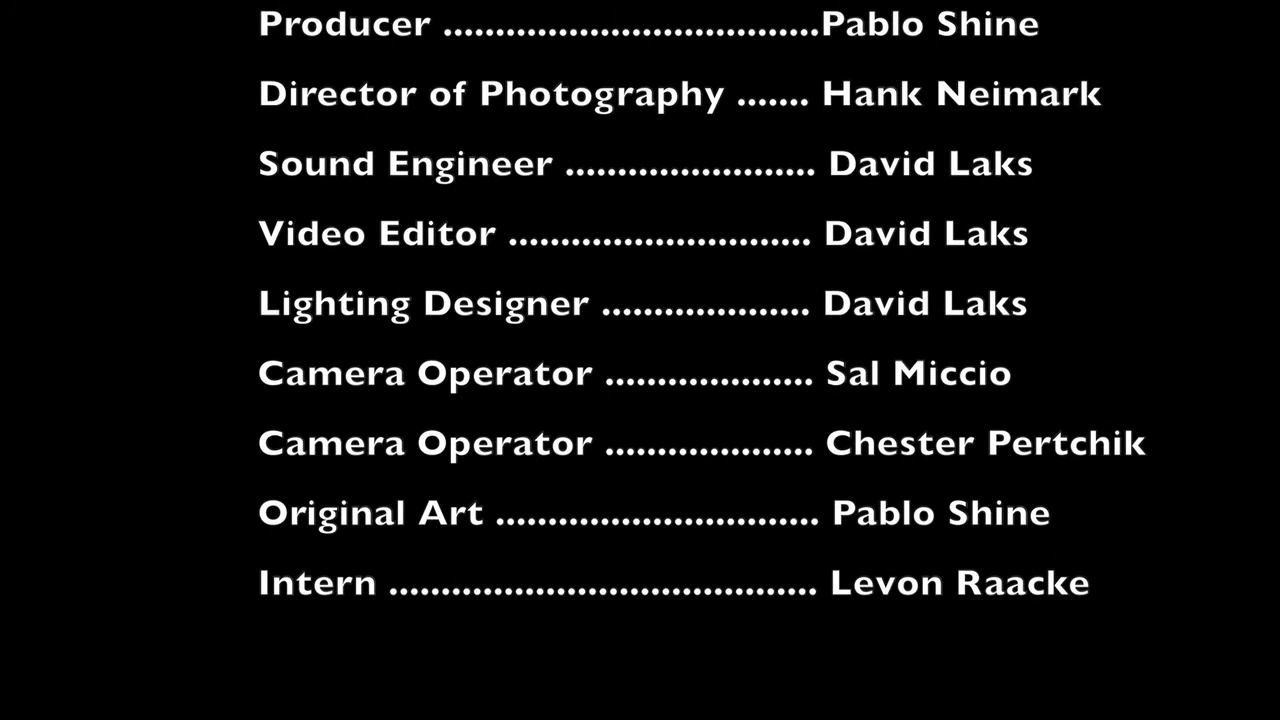 Producer ....................................Pablo Shine
Director of Photography ....... Hank Neimark
Sound Engineer ........................ David Laks
Video Editor ............................. David Laks
Lighting Designer .................... David Laks
Camera Operator .................... Sal Miccio
Camera Operator .................... Chester Pertchik
Original Art ............................... Pablo Shine
Intern ......................................... Levon Raacke